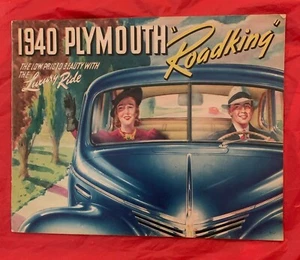 1940 PLYMOUTH "Roadking"
THE LOW PRICED BEAUTY WITH
THE Luxury Ride